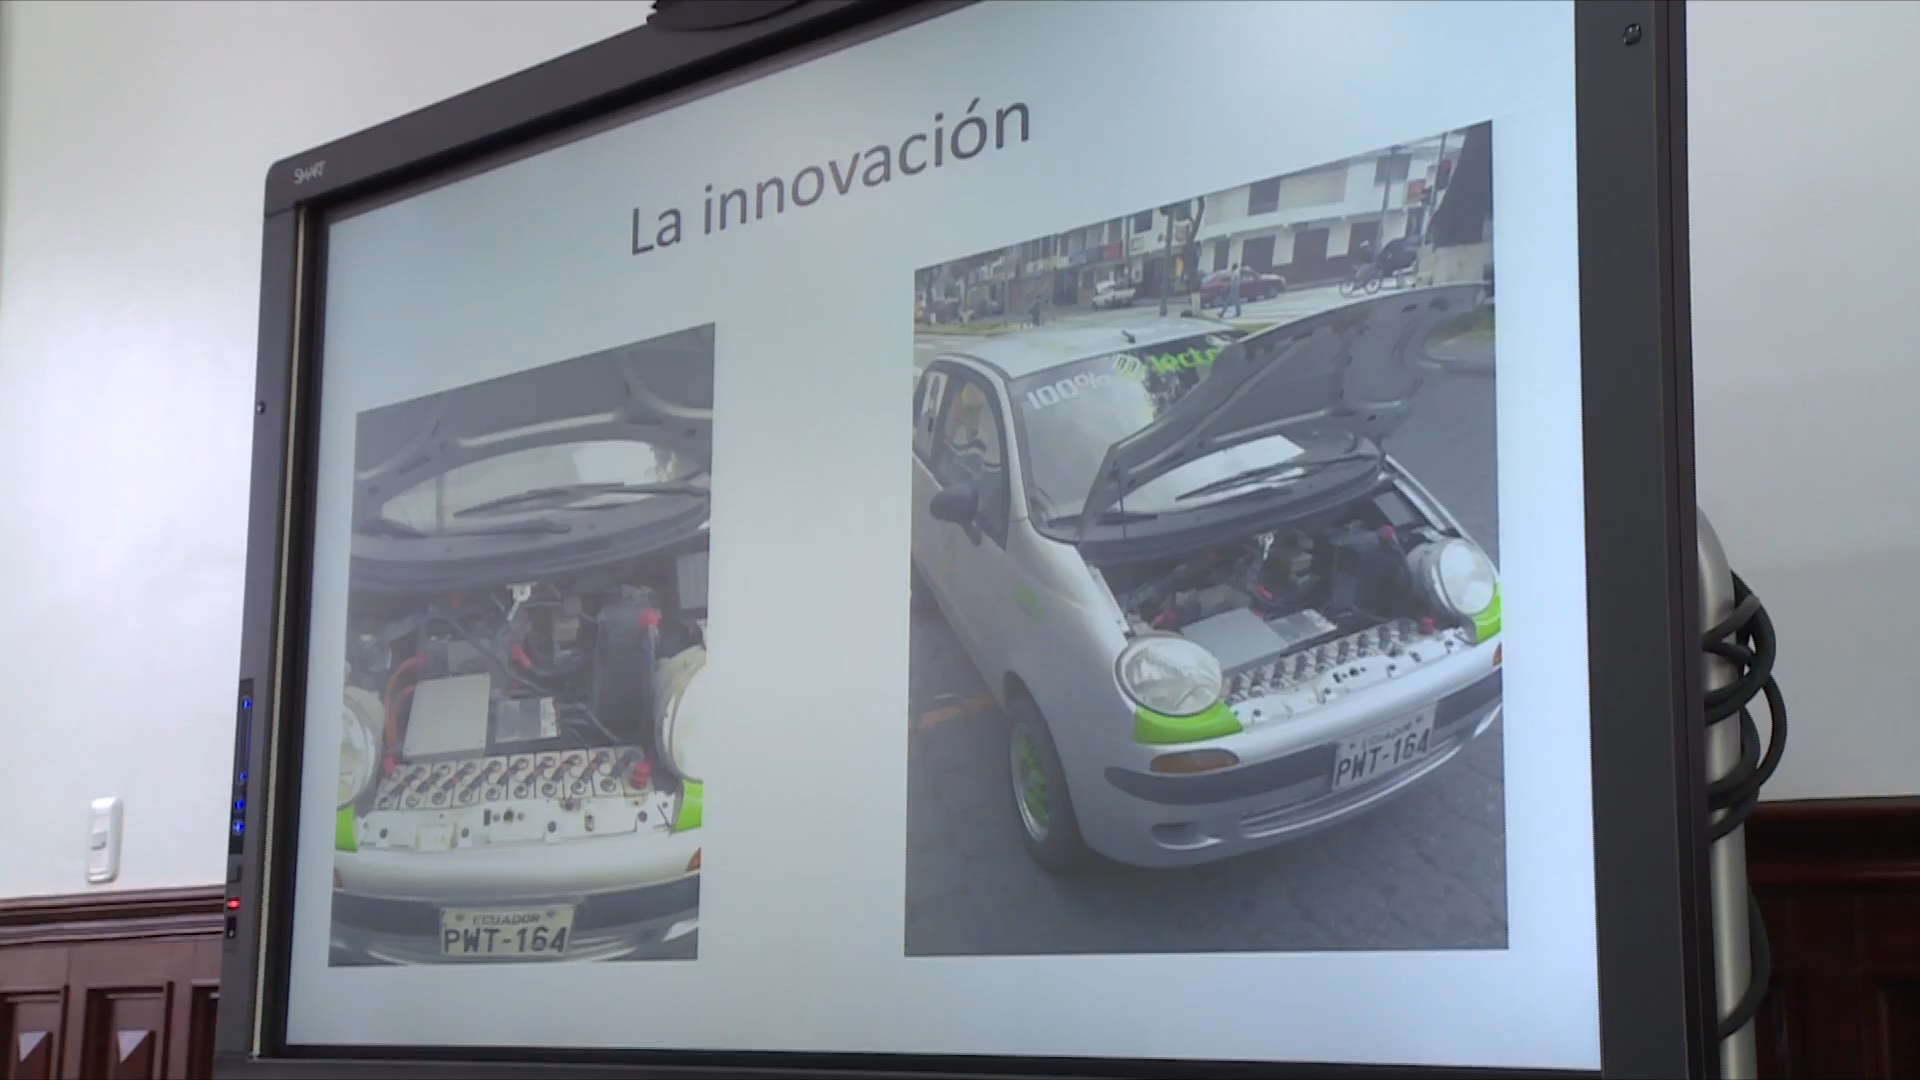 SMART
La innovación
100%
ECUADOR
PWT-164
ECUADOR
PWT-164